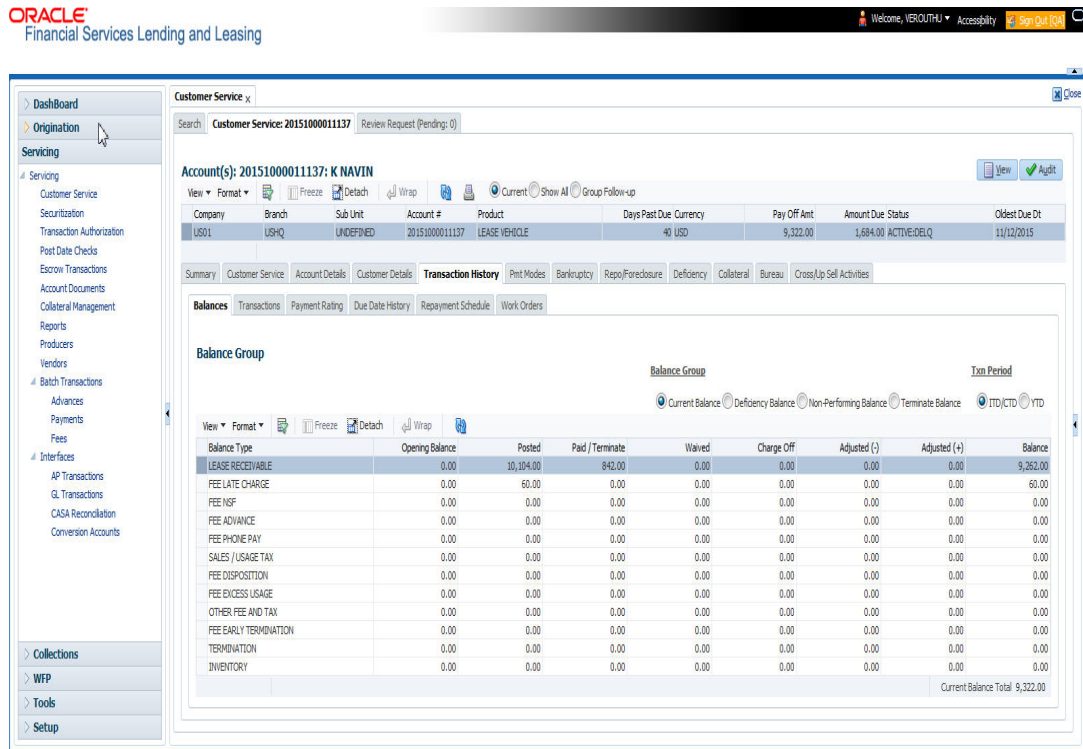 ORACLE
Financial Services Lending and Leasing
Welcome, VEROUTHU Accessibility Sign Out [QA]
DashBoard
Origination
Servicing
Servicing
Customer Service
Securitization
Transaction Authorization
Post Date Checks
Escrow Transactions
Account Documents
Collateral Management
Reports
Producers
Vendors
Batch Transactions
Advances
Payments
Fees
Interfaces
AP Transactions
GL Transactions
CASA Reconciliation
Conversion Accounts
Collections
WFP
Tools
Setup
Customer Service x
Close
Search Customer Service: 20151000011137 Review Request (Pending: 0)
Account(s): 20151000011137: K NAVIN
View Audit
View Format Freeze Detach Wrap Current Show All Group Follow-up
Company Branch Sub Unit Account # Product Days Past Due Currency Pay Off Amt Amount Due Status Oldest Due Dt
US01 USHQ UNDEFINED 20151000011137 LEASE VEHICLE 40 USD 9,322.00 1,684.00 ACTIVE:DELQ 11/12/2015
Summary Customer Service Account Details Customer Details Transaction History Pmt Modes Bankruptcy Repo/Foreclosure Deficiency Collateral Bureau Cross/Up Sell Activities
Balances Transactions Payment Rating Due Date History Repayment Schedule Work Orders
Balance Group
Balance Group Txn Period
Current Balance Deficiency Balance Non-Performing Balance Terminate Balance ITD/CTD YTD
View Format Freeze Detach Wrap
Balance Type Opening Balance Posted Paid / Terminate Waived Charge Off Adjusted (-) Adjusted (+) Balance
LEASE RECEIVABLE 0.00 10,104.00 842.00 0.00 0.00 0.00 0.00 9,262.00
FEE LATE CHARGE 0.00 60.00 0.00 0.00 0.00 0.00 0.00 60.00
FEE NSF 0.00 0.00 0.00 0.00 0.00 0.00 0.00 0.00
FEE ADVANCE 0.00 0.00 0.00 0.00 0.00 0.00 0.00 0.00
FEE PHONE PAY 0.00 0.00 0.00 0.00 0.00 0.00 0.00 0.00
SALES / USAGE TAX 0.00 0.00 0.00 0.00 0.00 0.00 0.00 0.00
FEE DISPOSITION 0.00 0.00 0.00 0.00 0.00 0.00 0.00 0.00
FEE EXCESS USAGE 0.00 0.00 0.00 0.00 0.00 0.00 0.00 0.00
OTHER FEE AND TAX 0.00 0.00 0.00 0.00 0.00 0.00 0.00 0.00
FEE EARLY TERMINATION 0.00 0.00 0.00 0.00 0.00 0.00 0.00 0.00
TERMINATION 0.00 0.00 0.00 0.00 0.00 0.00 0.00 0.00
INVENTORY 0.00 0.00 0.00 0.00 0.00 0.00 0.00 0.00
Current Balance Total 9,322.00